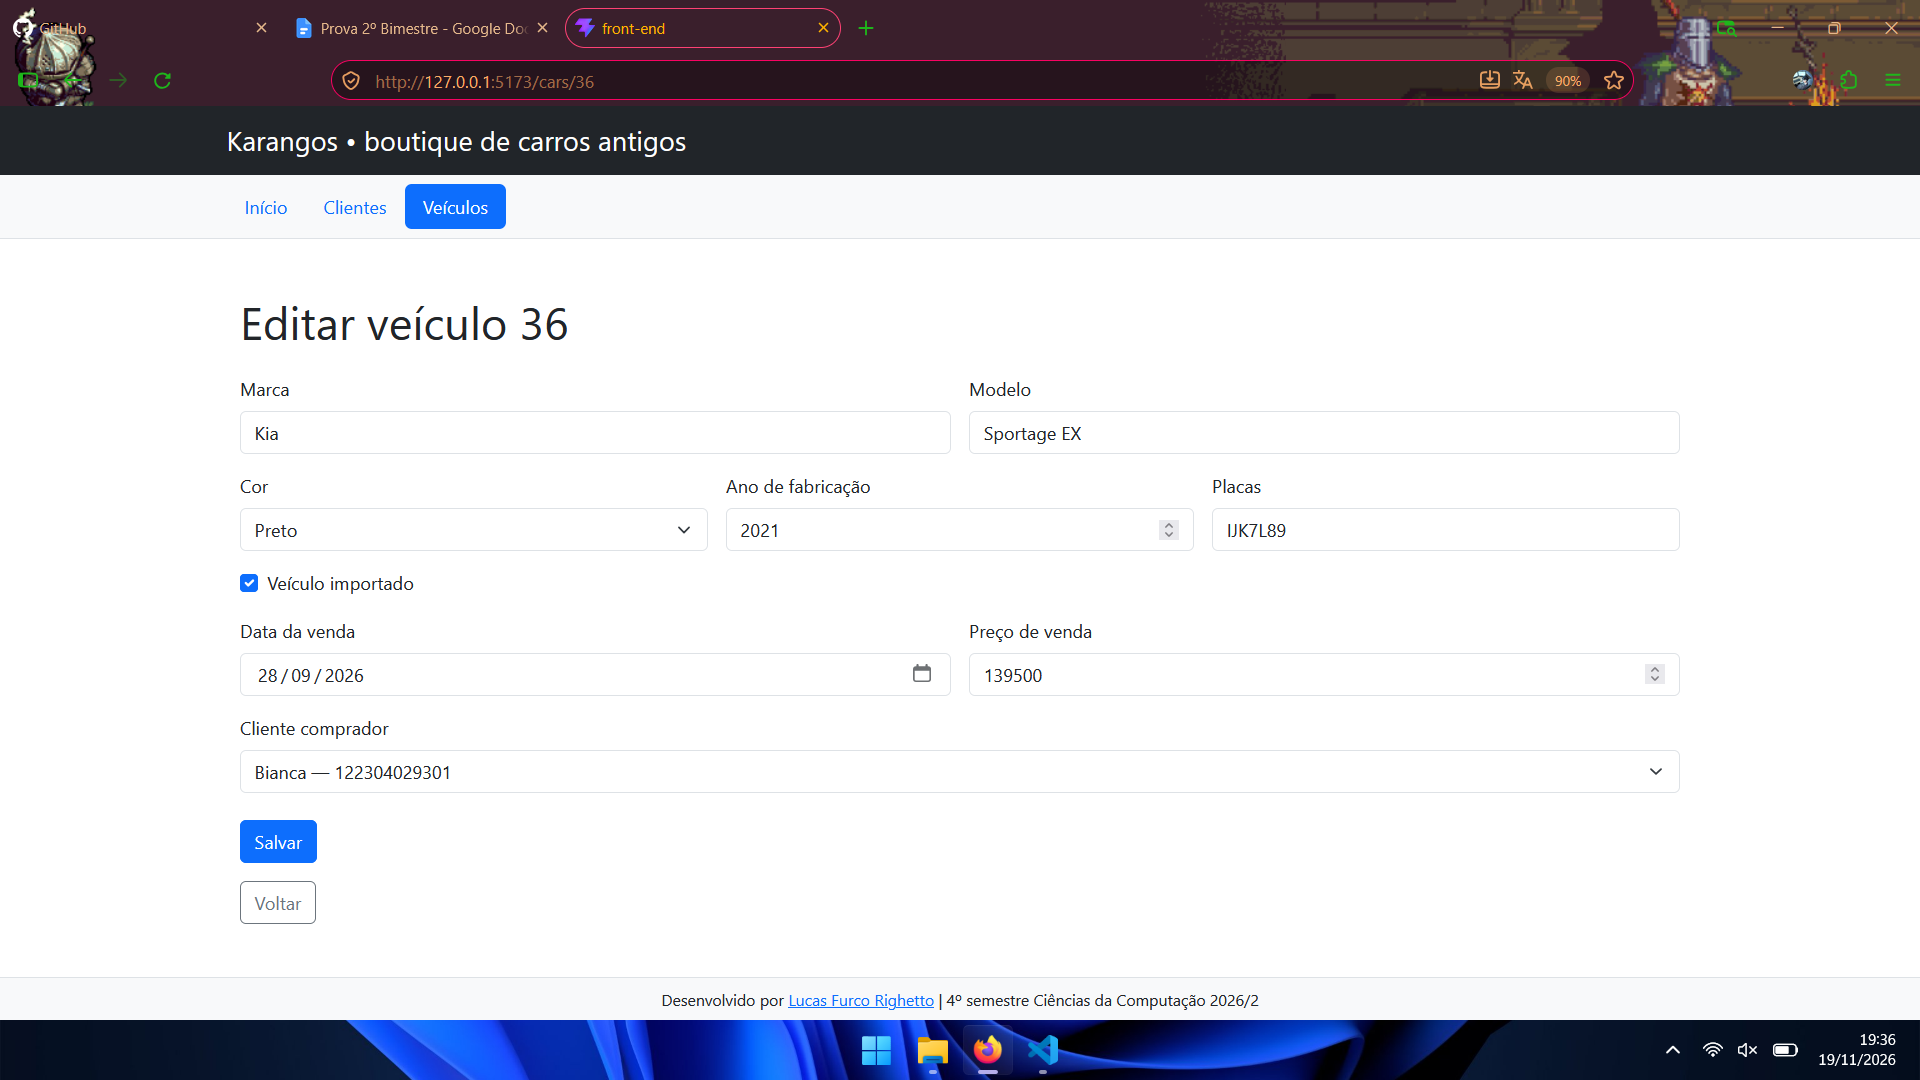 GitHub
Prova 2º Bimestre - Google Doc
front-end
http://127.0.0.1:5173/cars/36
90%
Karangos • boutique de carros antigos
Início
Clientes
Veículos
Editar veículo 36
Marca
Modelo
Kia
Sportage EX
Cor
Ano de fabricação
Placas
Preto
2021
IJK7L89
Veículo importado
Data da venda
Preço de venda
28/09/2026
139500
Cliente comprador
Bianca — 122304029301
Salvar
Voltar
Desenvolvido por Lucas Furco Righetto | 4º semestre Ciências da Computação 2026/2
19:36
19/11/2026